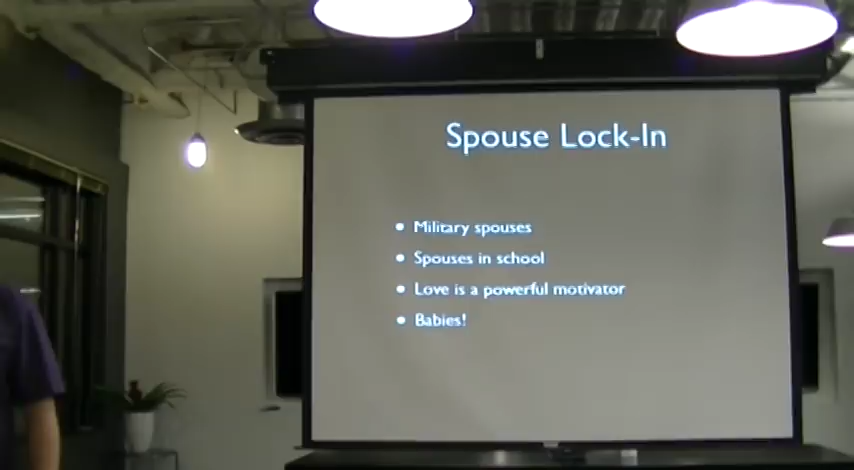 Spouse Lock-In
• Military spouses
• Spouses in school
• Love is a powerful motivator
• Babies!